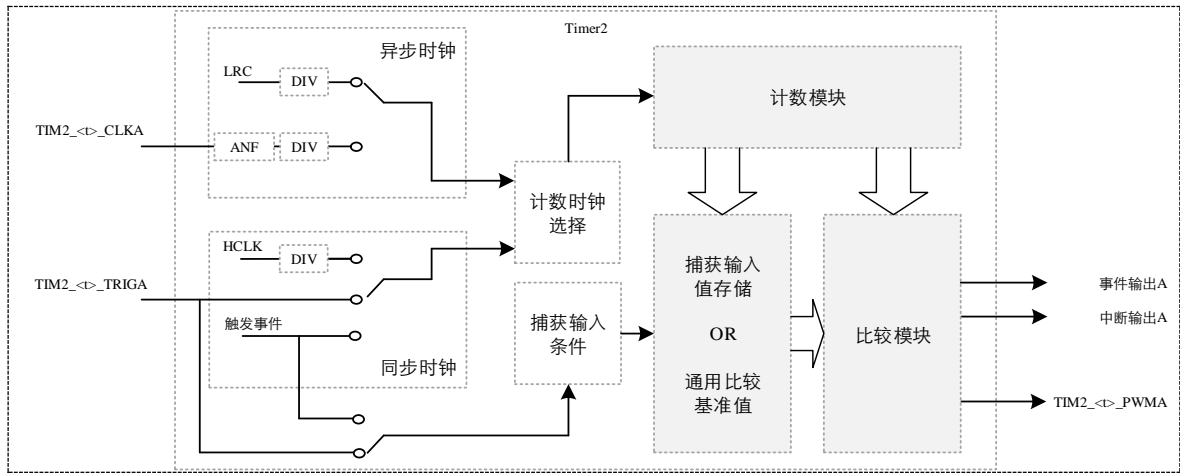 Timer2
异步时钟
LRC
DIV
TIM2_<t>_CLKA
ANF
DIV
计数模块
计数时钟
选择
HCLK
DIV
TIM2_<t>_TRIGA
触发事件
同步时钟
捕获输入
条件
捕获输入
值存储
OR
通用比较
基准值
比较模块
事件输出A
中断输出A
TIM2_<t>_PWMA